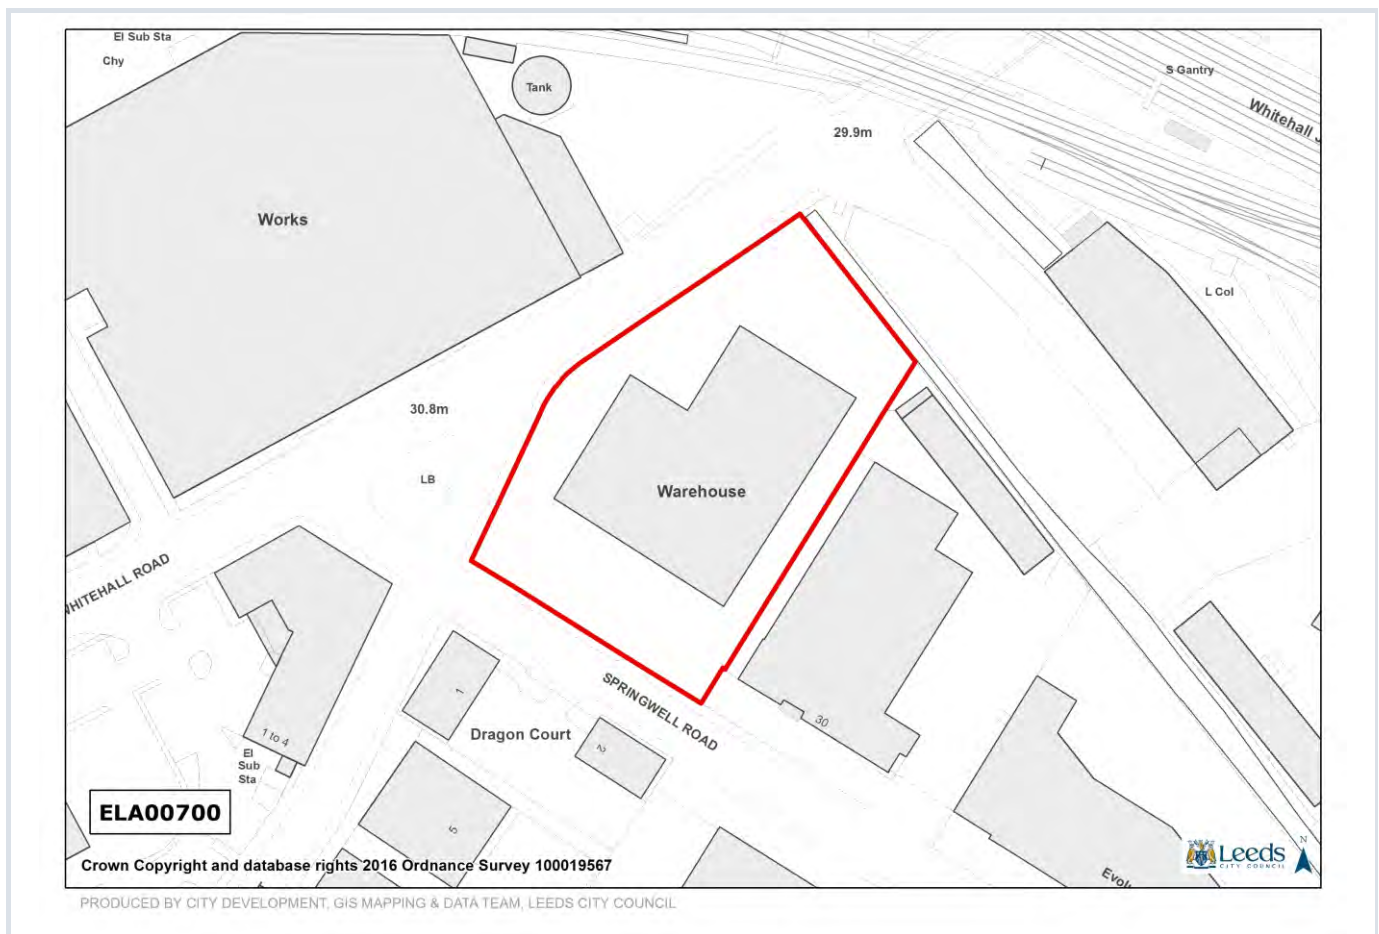 El Sub Sta
Chy
Tank
S Gantry
Whitehall J
29.9m
Works
L Col
30.8m
LB
Warehouse
WHITEHALL ROAD
SPRINGWELL ROAD
1
Dragon Court
2
30
1 to 4
El
Sub
Sta
5
ELA00700
Crown Copyright and database rights 2016 Ordnance Survey 100019567
Leeds
CITY COUNCIL
N
PRODUCED BY CITY DEVELOPMENT, GIS MAPPING & DATA TEAM, LEEDS CITY COUNCIL